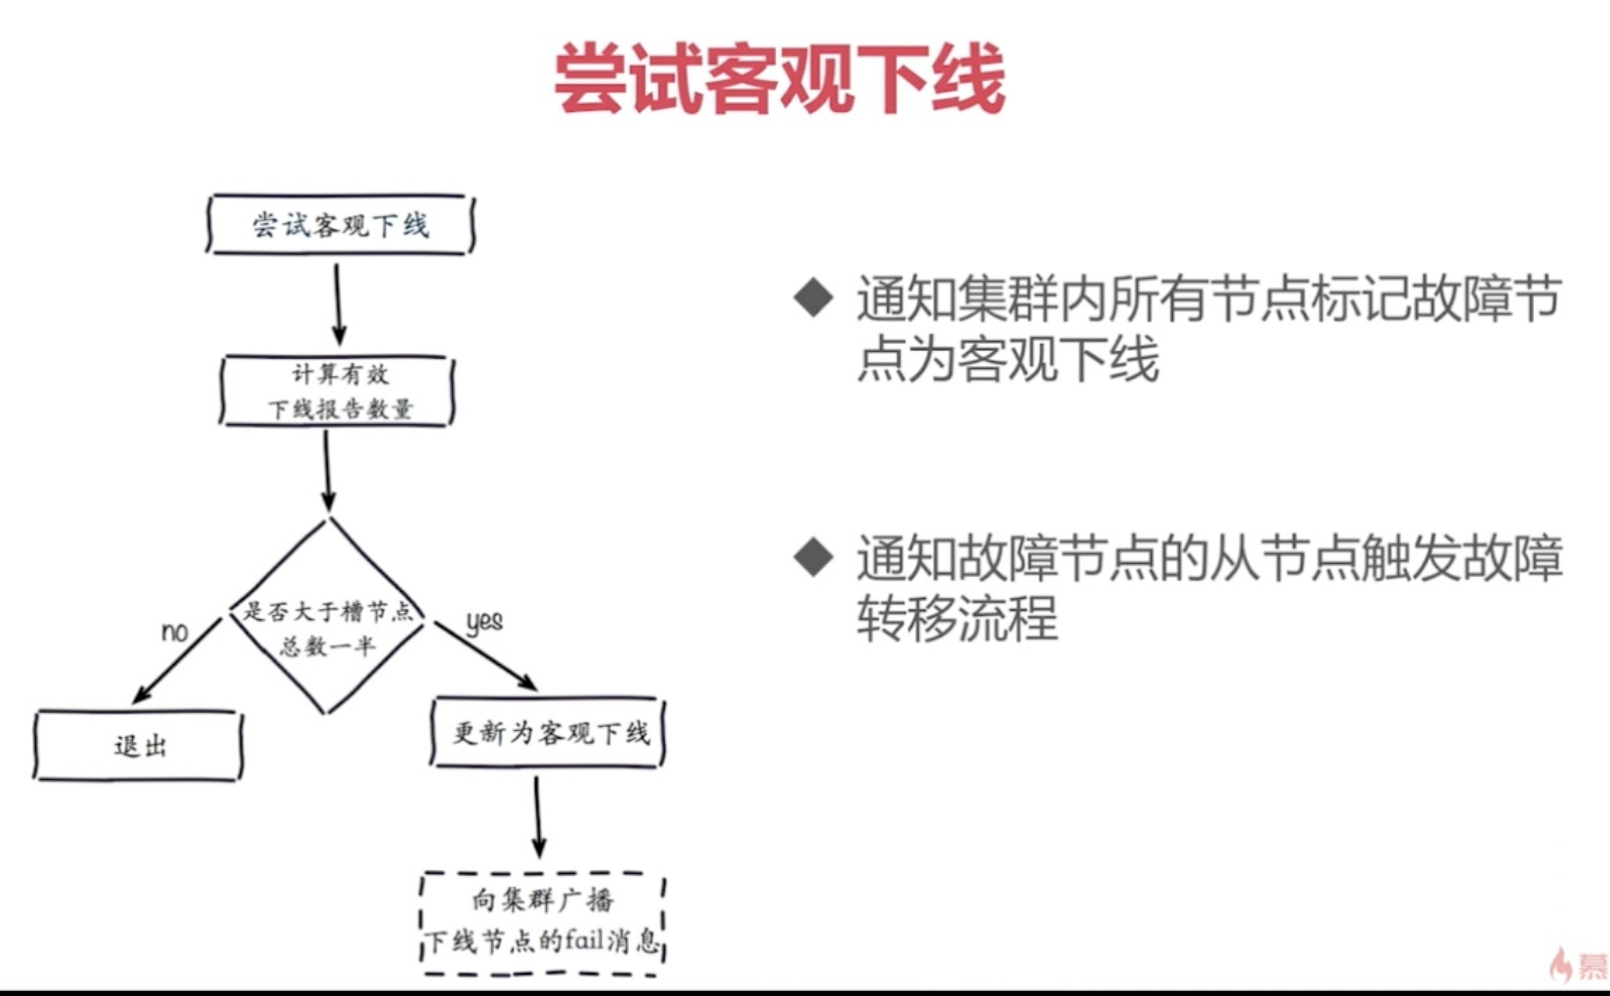 尝试客观下线
尝试客观下线
计算有效
下线报告数量
是否大于槽节点
总数一半
no
yes
退出
更新为客观下线
向集群广播
下线节点的fail消息
通知集群内所有节点标记故障节
点为客观下线
通知故障节点的从节点触发故障
转移流程
慕